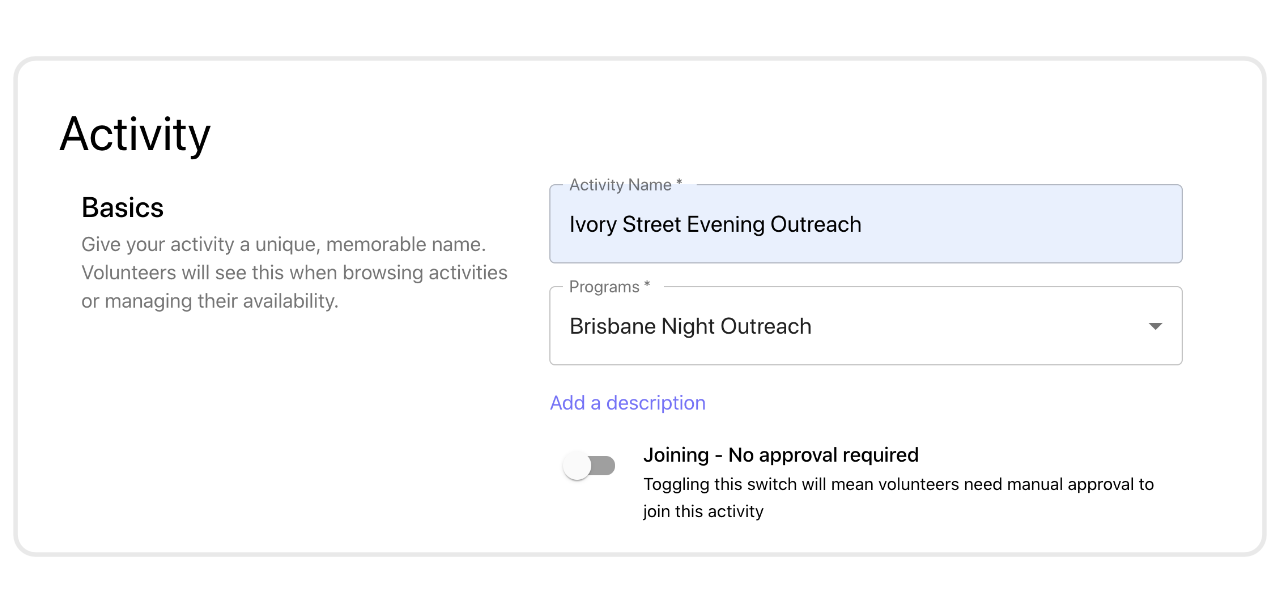 Activity
Basics
Give your activity a unique, memorable name.
Volunteers will see this when browsing activities
or managing their availability.
Activity Name *
Ivory Street Evening Outreach
Programs *
Brisbane Night Outreach
Add a description
Joining - No approval required
Toggling this switch will mean volunteers need manual approval to
join this activity